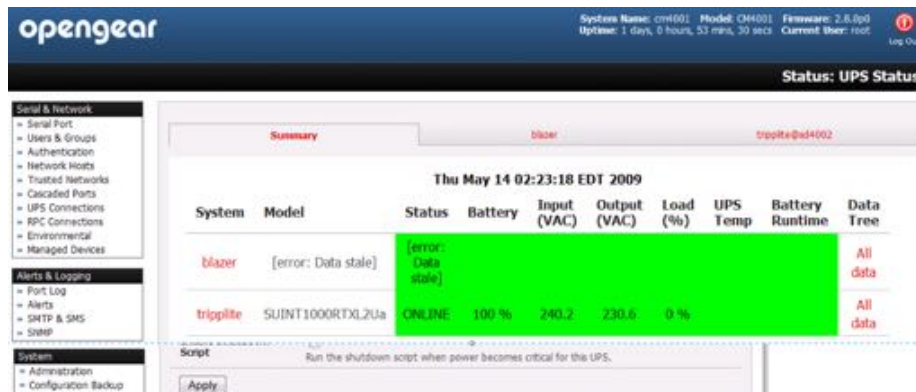 opengear
System Name: cm4001 Model: CM4001 Firmware: 2.8.0p0
Uptime: 1 days, 0 hours, 53 mins, 30 secs Current User: root
Log Ou
Status: UPS Status
Serial & Network
Serial Port
Users & Groups
Authentication
Network Hosts
Trusted Networks
Cascaded Ports
UPS Connections
RPC Connections
Environmental
Managed Devices
Alerts & Logging
Port Log
Alerts
SMTP & SMS
SNMP
System
Administration
Configuration Backup
Summary blazer tripplite@sd4002
Thu May 14 02:23:18 EDT 2009
System Model Status Battery Input (VAC) Output (VAC) Load (%) UPS Temp Battery Runtime Data Tree
blazer [error: Data stale] [error: Data stale] All data
tripplite SUINT1000RTXL2Ua ONLINE 100 % 240.2 230.6 0 % All data
Script
Run the shutdown script when power becomes critical for this UPS.
Apply